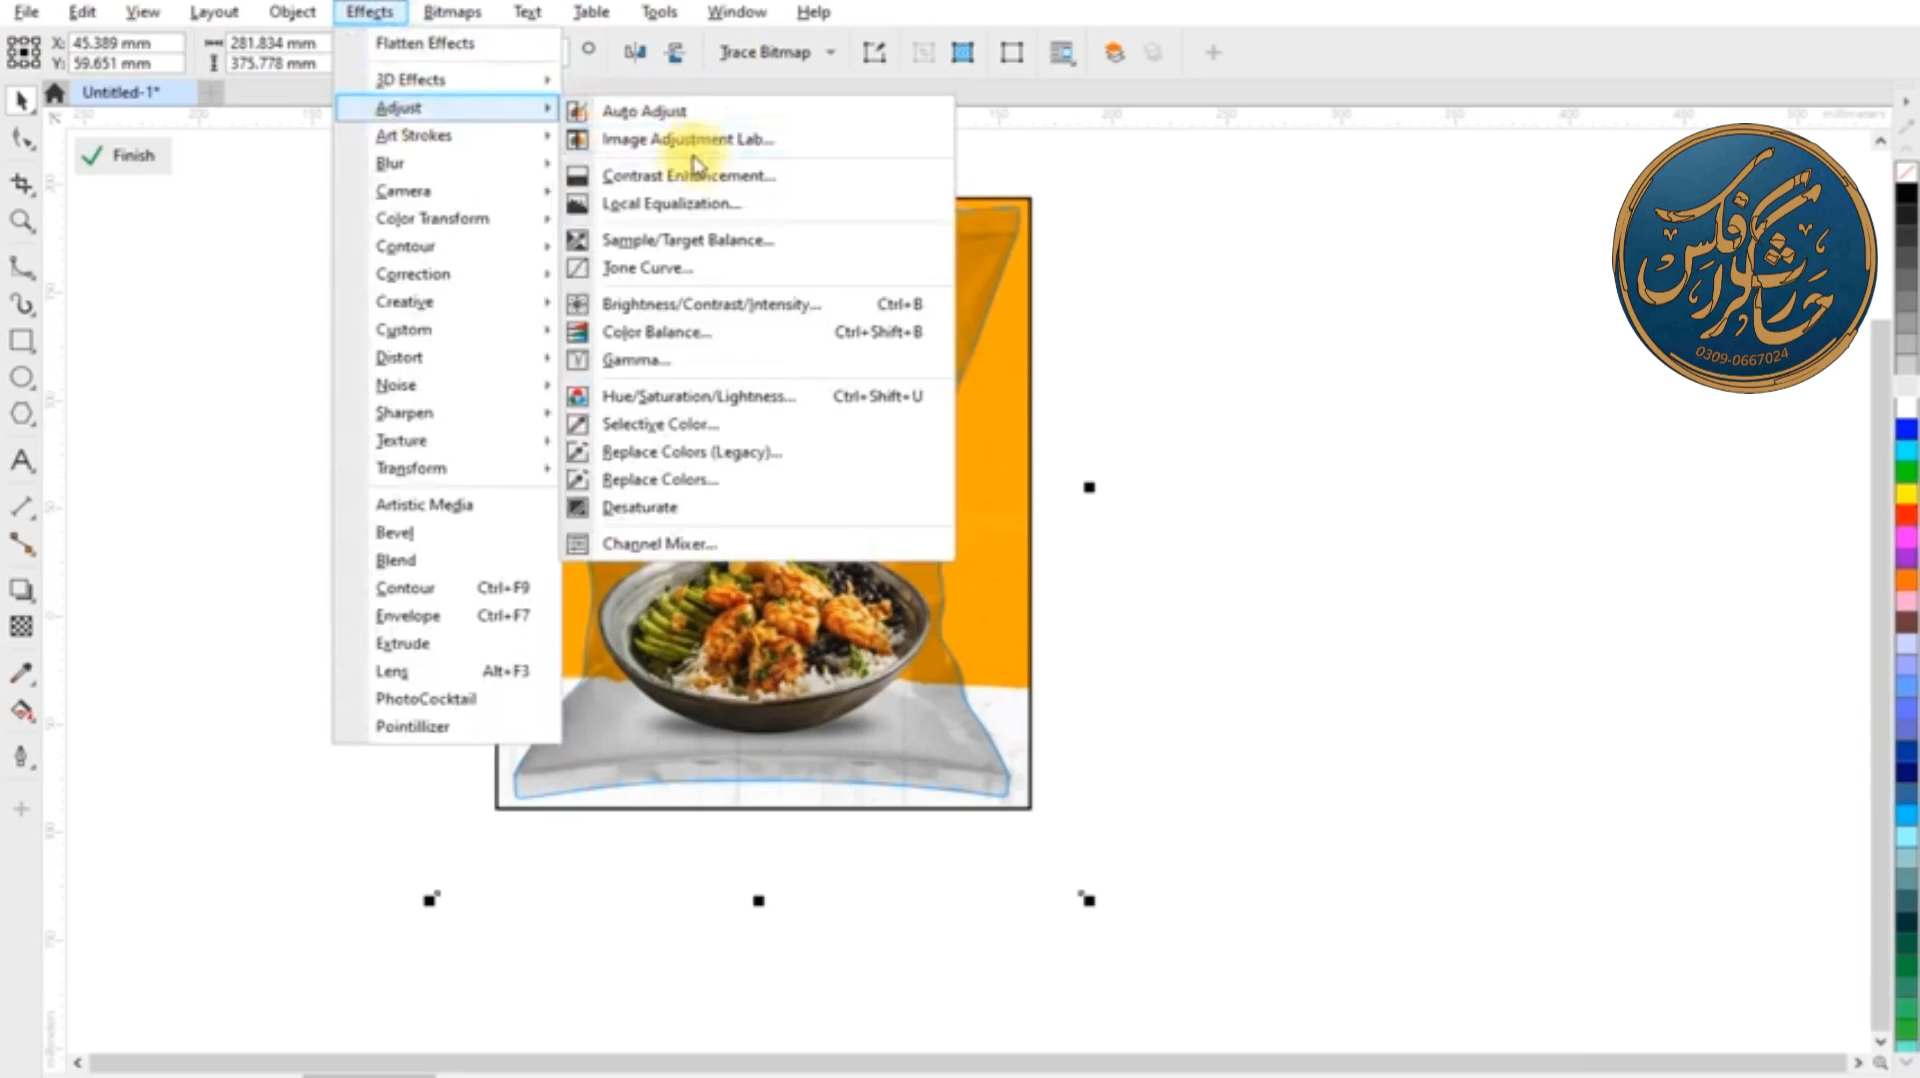 File Edit View Layout Object Effects Bitmaps Text Table Tools Window Help
X: 45.389 mm 281.834 mm
Y: 59.651 mm 375.778 mm
Trace Bitmap
Untitled-1*
Finish
Flatten Effects
3D Effects
Adjust
Art Strokes
Blur
Camera
Color Transform
Contour
Correction
Creative
Custom
Distort
Noise
Sharpen
Texture
Transform
Artistic Media
Bevel
Blend
Contour Ctrl+F9
Envelope Ctrl+F7
Extrude
Lens Alt+F3
PhotoCocktail
Pointillizer
Auto Adjust
Image Adjustment Lab...
Contrast Enhancement...
Local Equalization...
Sample/Target Balance...
Tone Curve...
Brightness/Contrast/Intensity... Ctrl+B
Color Balance... Ctrl+Shift+B
Gamma...
Hue/Saturation/Lightness... Ctrl+Shift+U
Selective Color...
Replace Colors (Legacy)...
Replace Colors...
Desaturate
Channel Mixer...
millimeters
0309-0667024